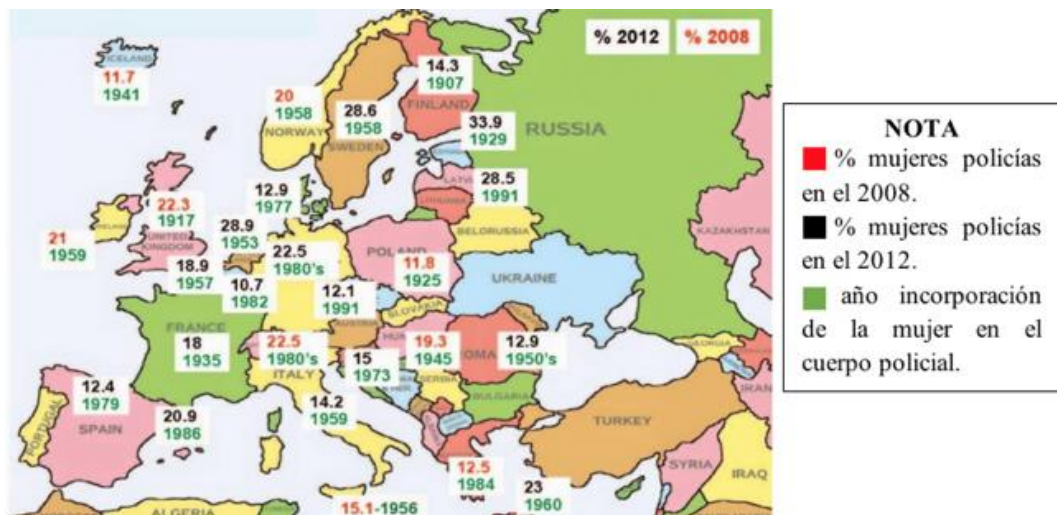 % 2012 % 2008
ICELAND
11.7
1941
14.3
1907
FINLAND
20
1958
NORWAY
28.6
1958
SWEDEN
33.9
1929
RUSSIA
LATVIA
LITHUANIA
28.5
1991
12.9
1977
22.3
1917
UNITED
KINGDOM
IRELAND
21
1959
28.9
1953
22.5
1980's
POLAND
11.8
1925
BELORUSSIA
KAZAKHSTAN
UKRAINE
18.9
1957
10.7
1982
12.1
1991
SLOVAKIA
AUSTRIA
FRANCE
18
1935
22.5
1980's
ITALY
15
1973
HU
19.3
1945
OMA
12.9
1950's
GEORGIA
SERBIA
BULGARIA
12.4
1979
PORTUGAL
SPAIN
20.9
1986
14.2
1959
TURKEY
IRAN
SYRIA
IRAQ
12.5
1984
23
1960
15.1-1956
ALGERIA
NOTA
% mujeres policías
en el 2008.
% mujeres policías
en el 2012.
año incorporación
de la mujer en el
cuerpo policial.